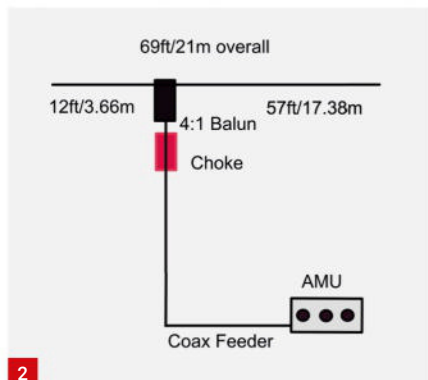 69ft/21m overall
12ft/3.66m
57ft/17.38m
4:1 Balun
Choke
AMU
Coax Feeder
2